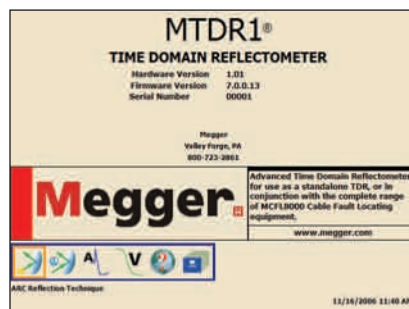 MTDR1®
TIME DOMAIN REFLECTOMETER
Hardware Version 1.01
Firmware Version 7.0.0.13
Serial Number 00001
Megger
Valley Forge, PA
800-723-2861
Megger®
Advanced Time Domain Reflectometer
for use as a standalone TDR, or in
conjunction with the complete range
of MCFL8000 Cable Fault Locating
equipment.
www.megger.com
A V
ARC Reflection Technique
11/16/2006 11:40 AM